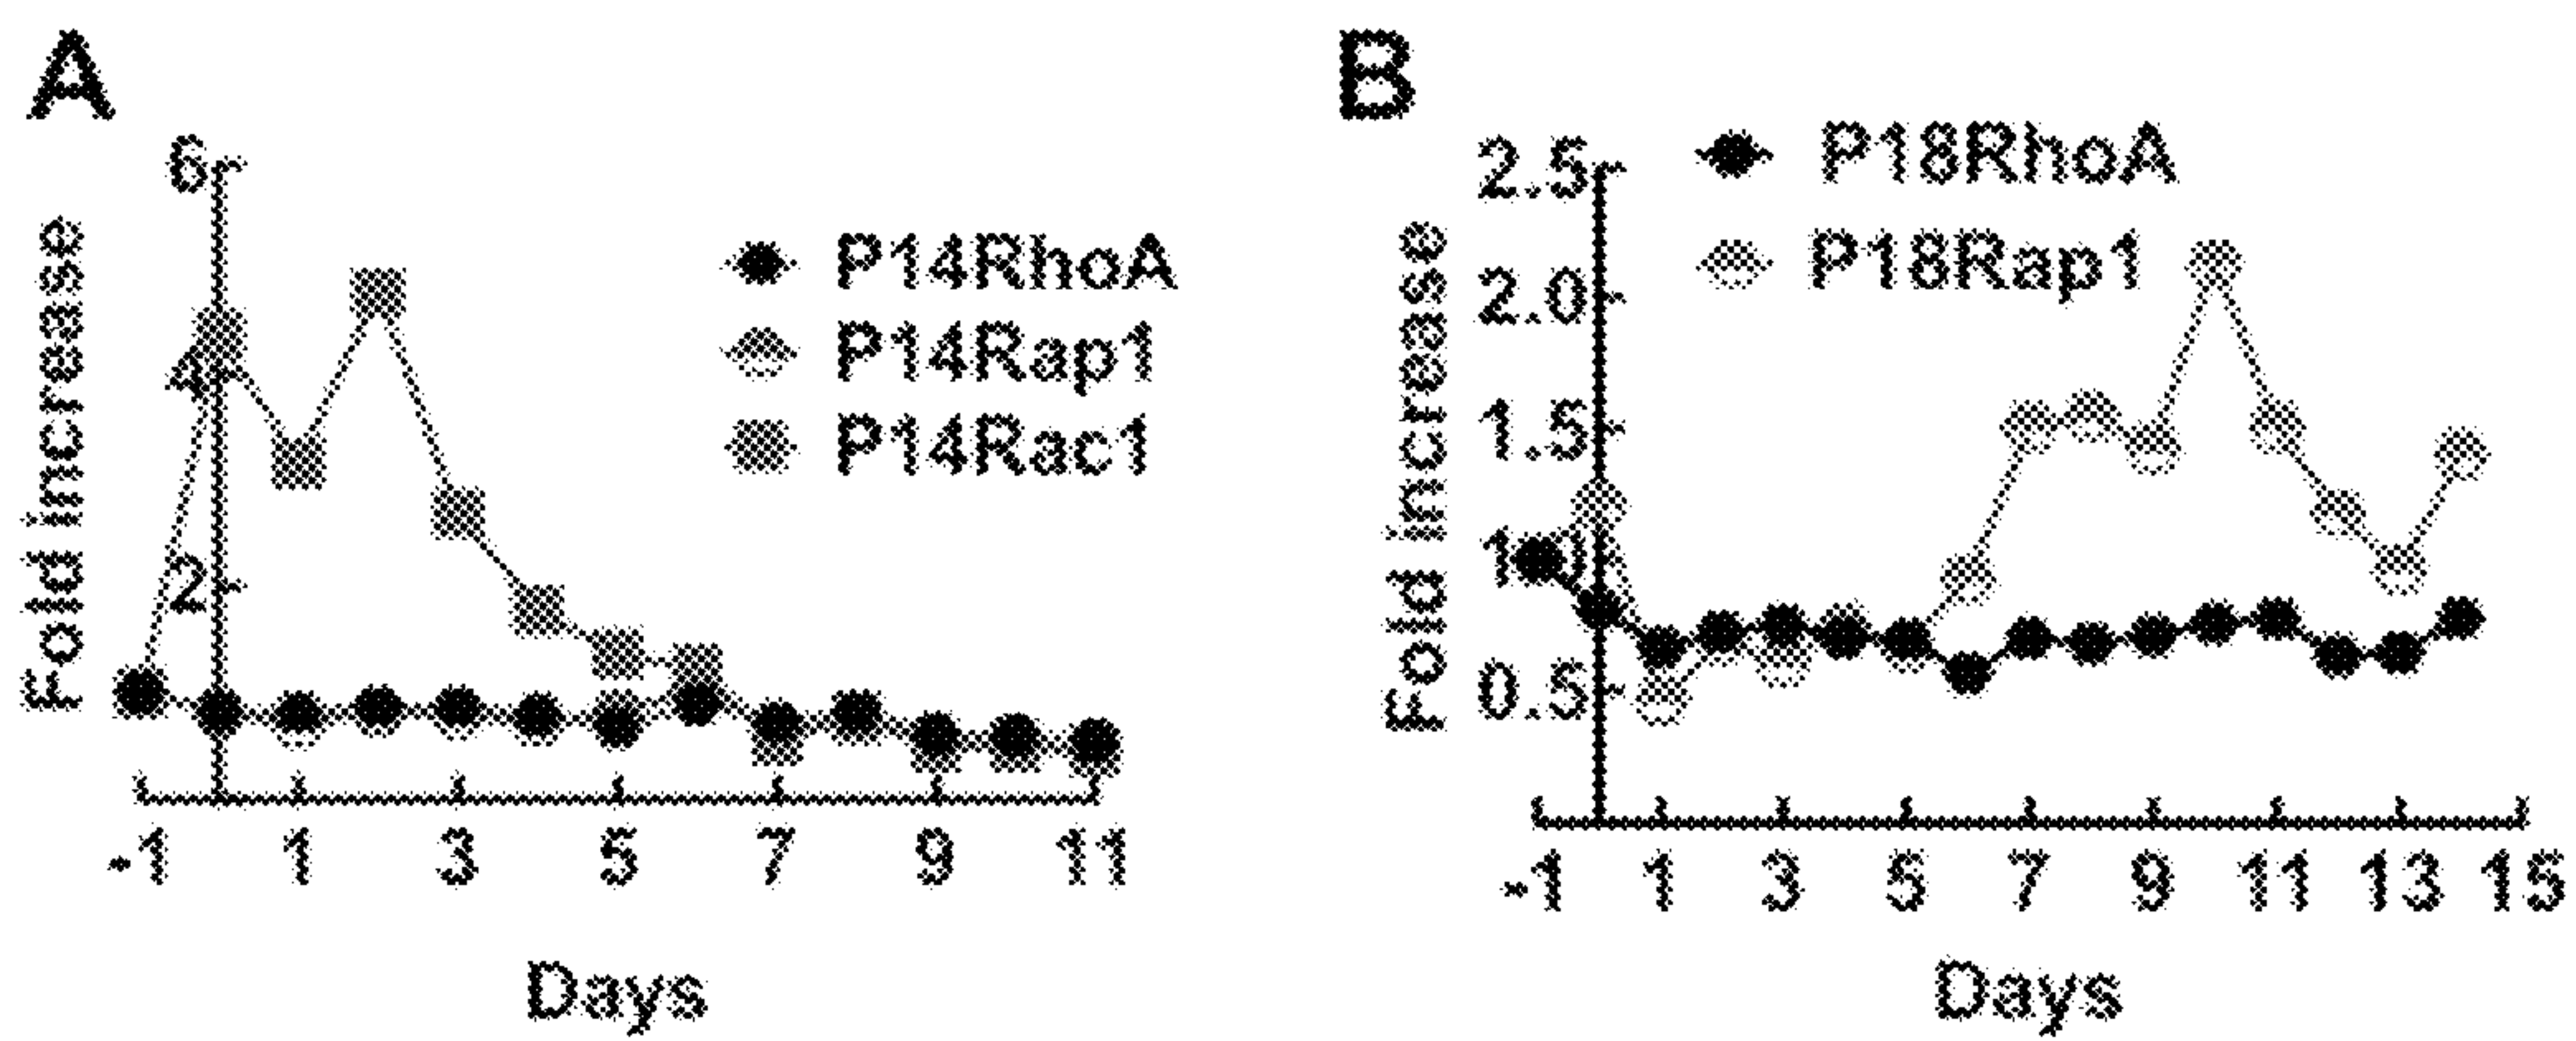 A
6
4
2
Fold increase
P14RhoA
P14Rap1
P14Rac1
-1 1 3 5 7 9 11
Days
B
2.5
2.0
1.5
0.5
Fold increase
P18RhoA
P18Rap1
-1 1 3 5 7 9 11 13 15
Days